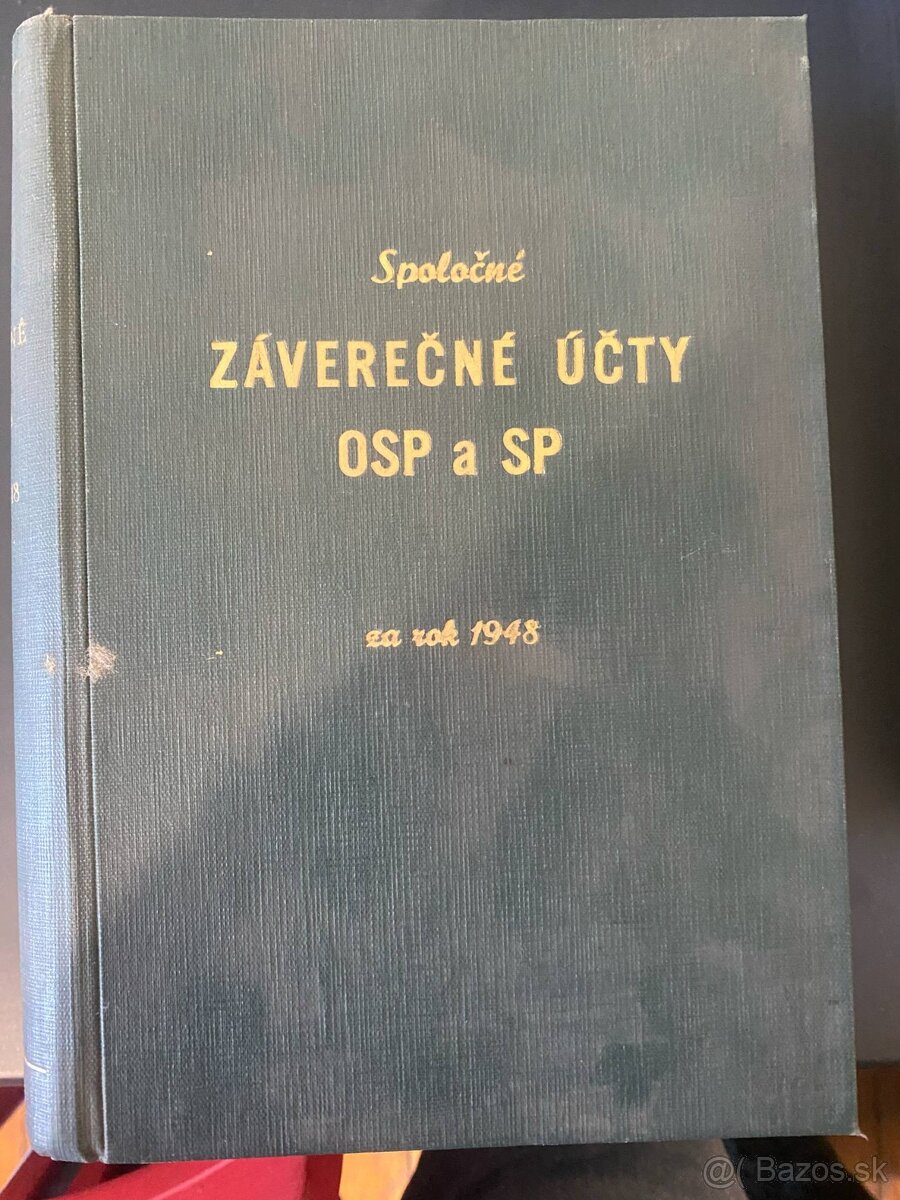 Spoločné
ZÁVEREČNÉ ÚČTY
OSP a SP
za rok 1948
@( Bazos.sk